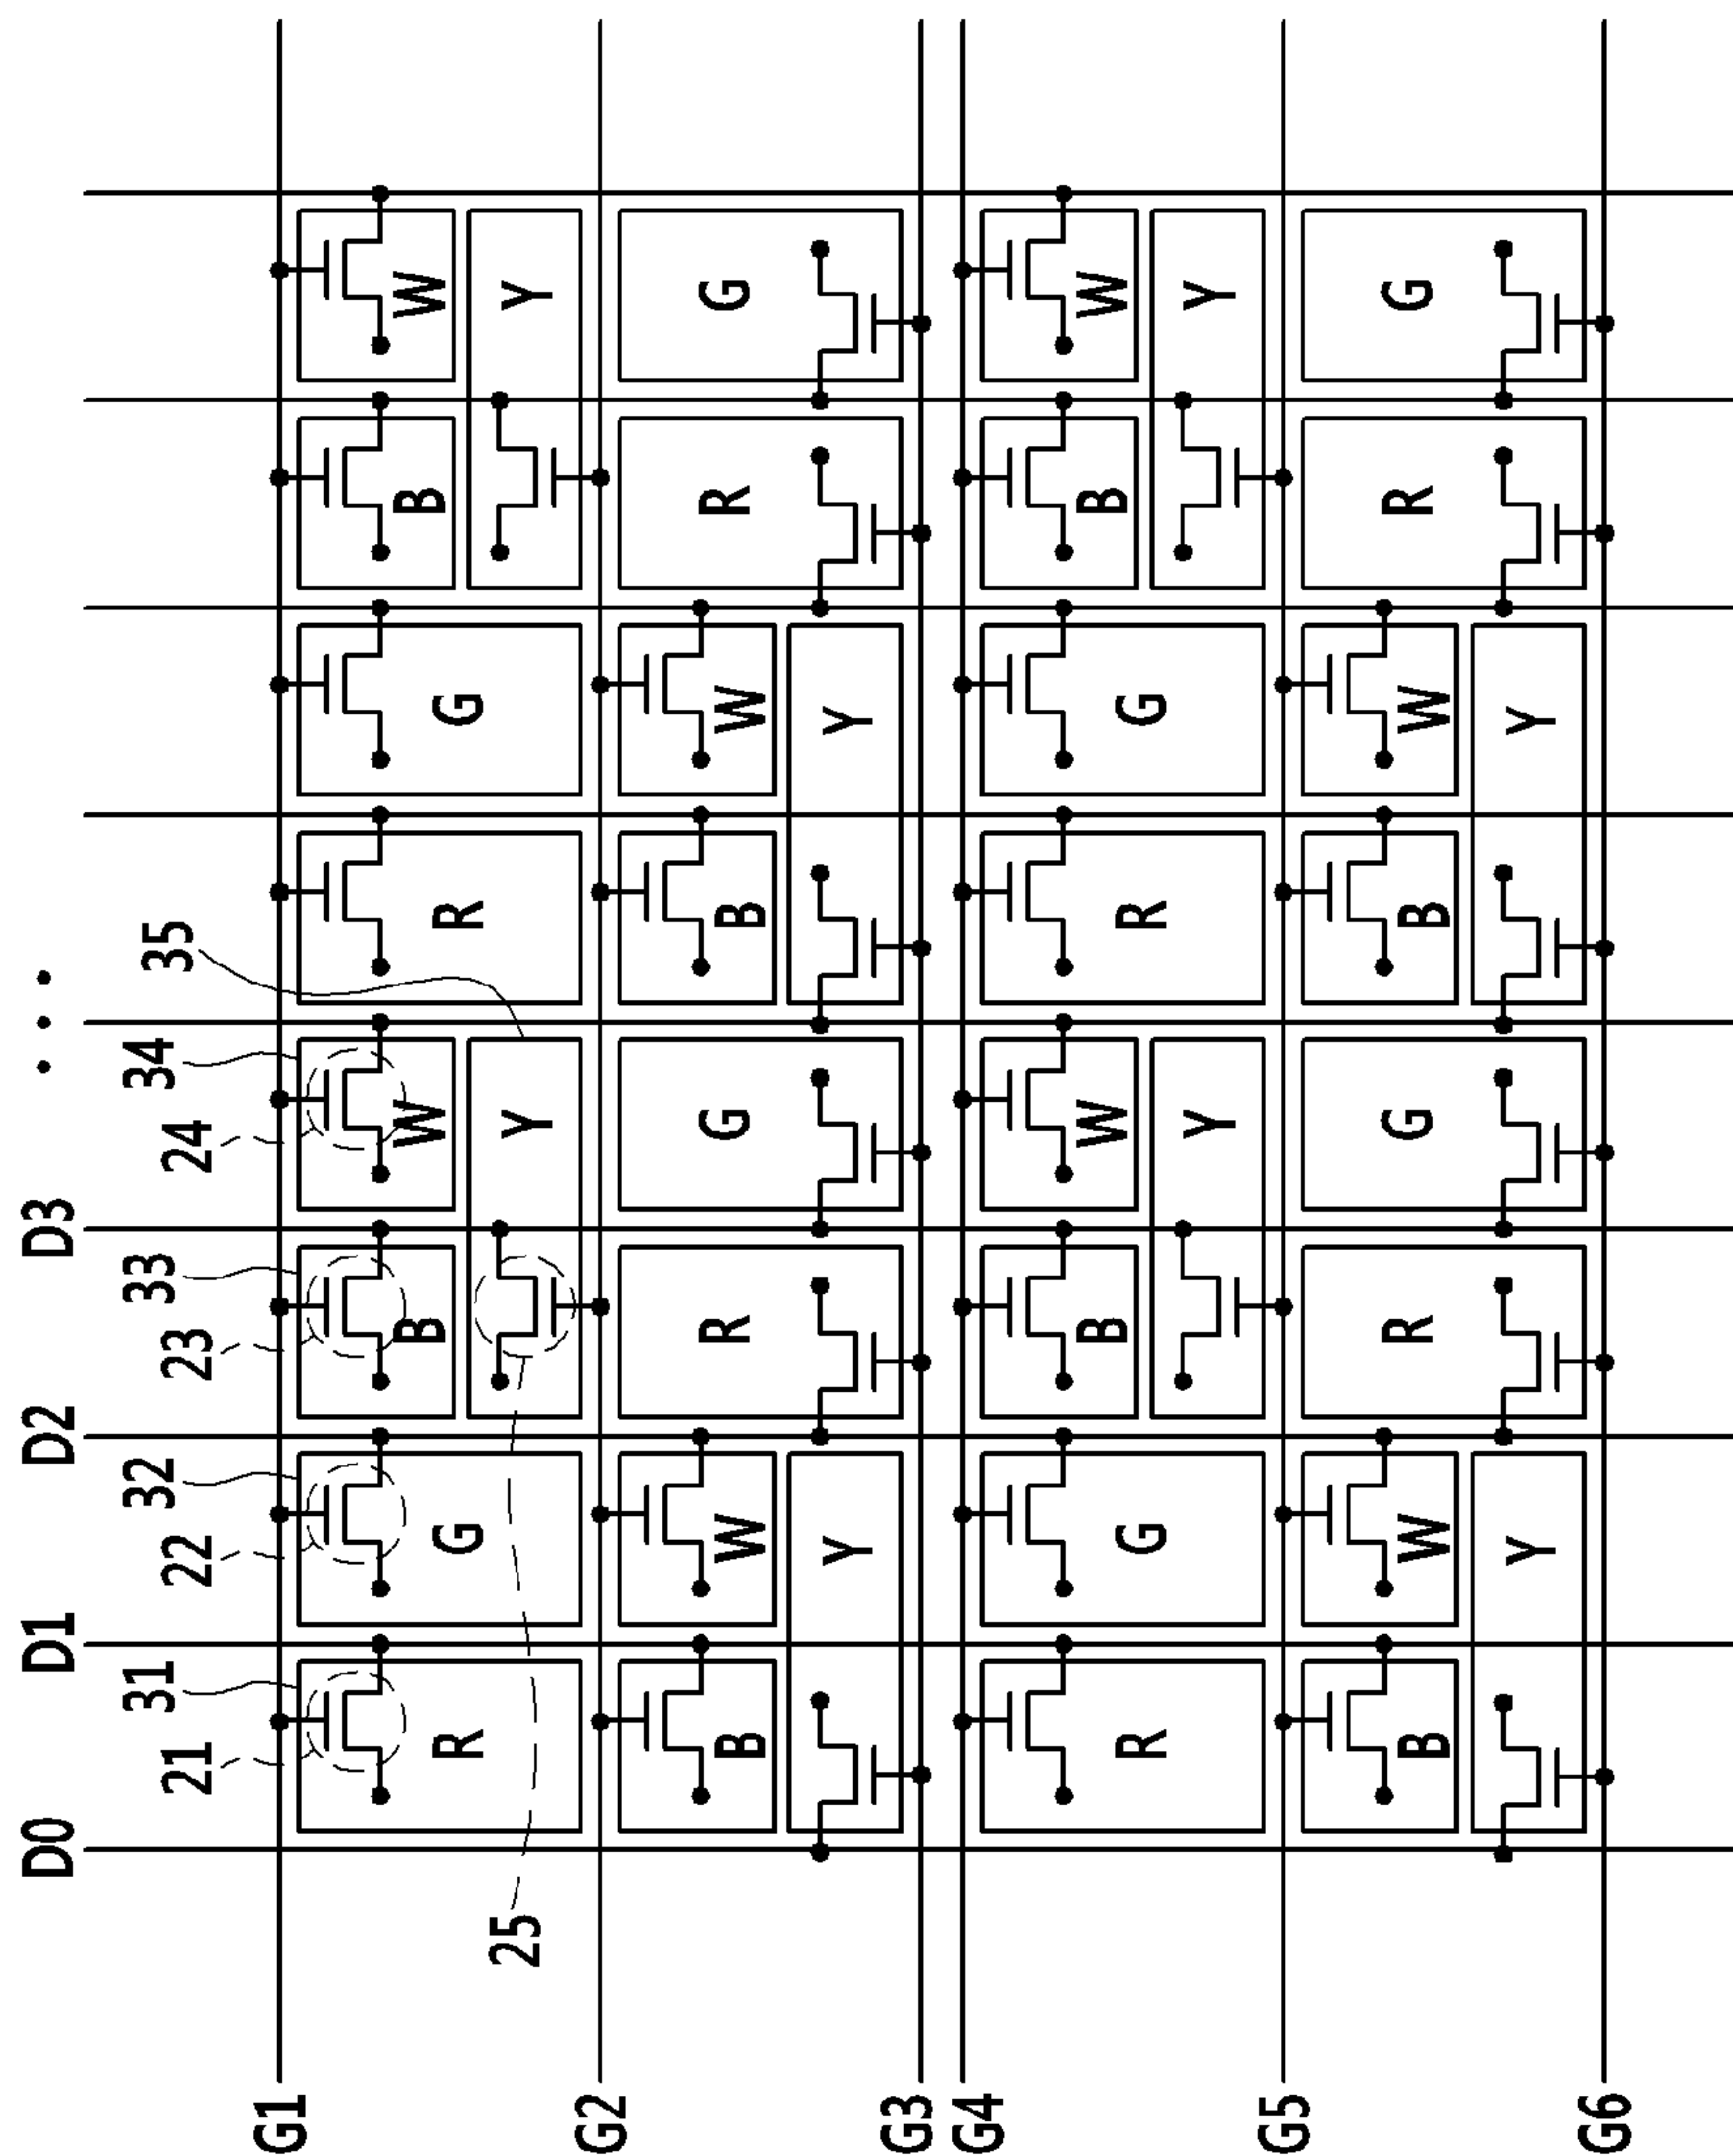 D0 D1 D2 D3 ...
31 32 33 34 35
21 22 23 24
G1
R G B W R G B W
25 Y Y
G2
B W R G B W R G
Y Y
G3
G4
R G B W R G B W
Y Y
G5
B W R G B W R G
Y Y
G6